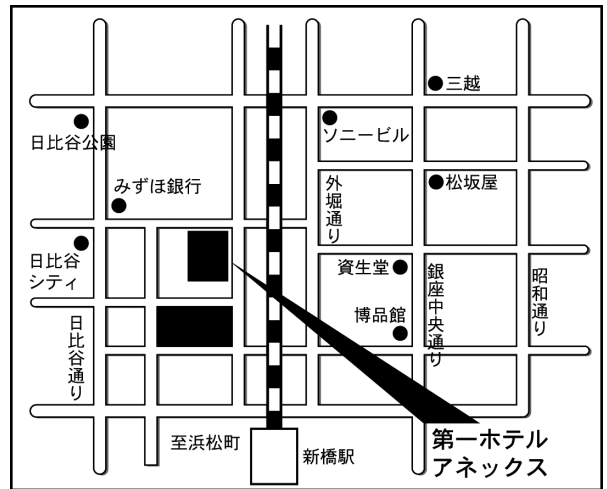 三越
日比谷公園
ソニービル
みずほ銀行
外堀通り
松坂屋
日比谷
シティ
資生堂
銀座中央通り
昭和通り
博品館
日比谷通り
至浜松町
新橋駅
第一ホテル
アネックス